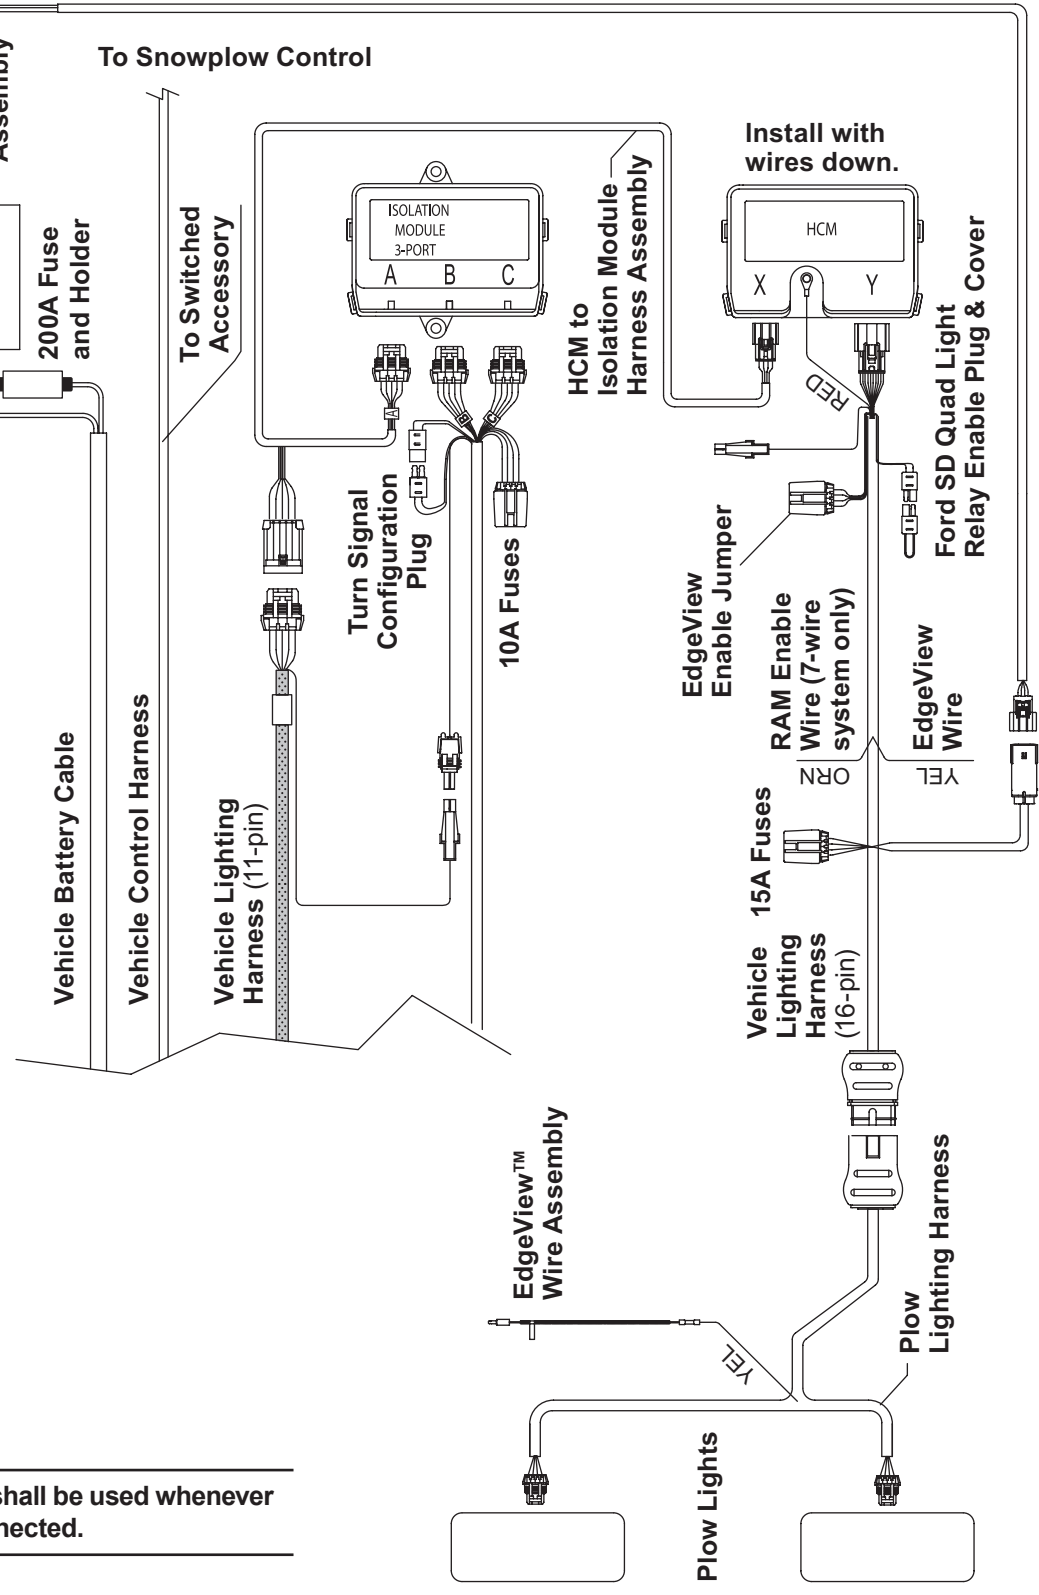 Assembly
To Snowplow Control
200A Fuse
and Holder
To Switched
Accessory
ISOLATION
MODULE
3-PORT
A B C
HCM to
Isolation Module
Harness Assembly
Install with
wires down.
HCM
X Y
RED
Ford SD Quad Light
Relay Enable Plug & Cover
A
B
C
Turn Signal
Configuration
Plug
10A Fuses
EdgeView
Enable Jumper
RAM Enable
Wire (7-wire
system only)
ORN
EdgeView
Wire
YEL
Vehicle Battery Cable
Vehicle Control Harness
Vehicle Lighting
Harness (11-pin)
15A Fuses
Vehicle
Lighting
Harness
(16-pin)
EdgeView™
Wire Assembly
YEL
Plow
Lighting Harness
Plow Lights
shall be used whenever